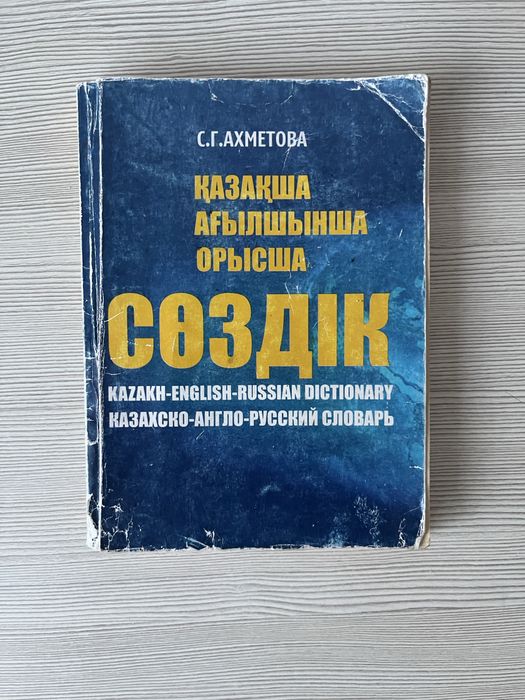 С.Г.АХМЕТОВА
ҚАЗАҚША
АҒЫЛШЫНША
ОРЫСША
СӨЗДІК
KAZAKH-ENGLISH-RUSSIAN DICTIONARY
КАЗАХСКО-АНГЛО-РУССКИЙ СЛОВАРЬ